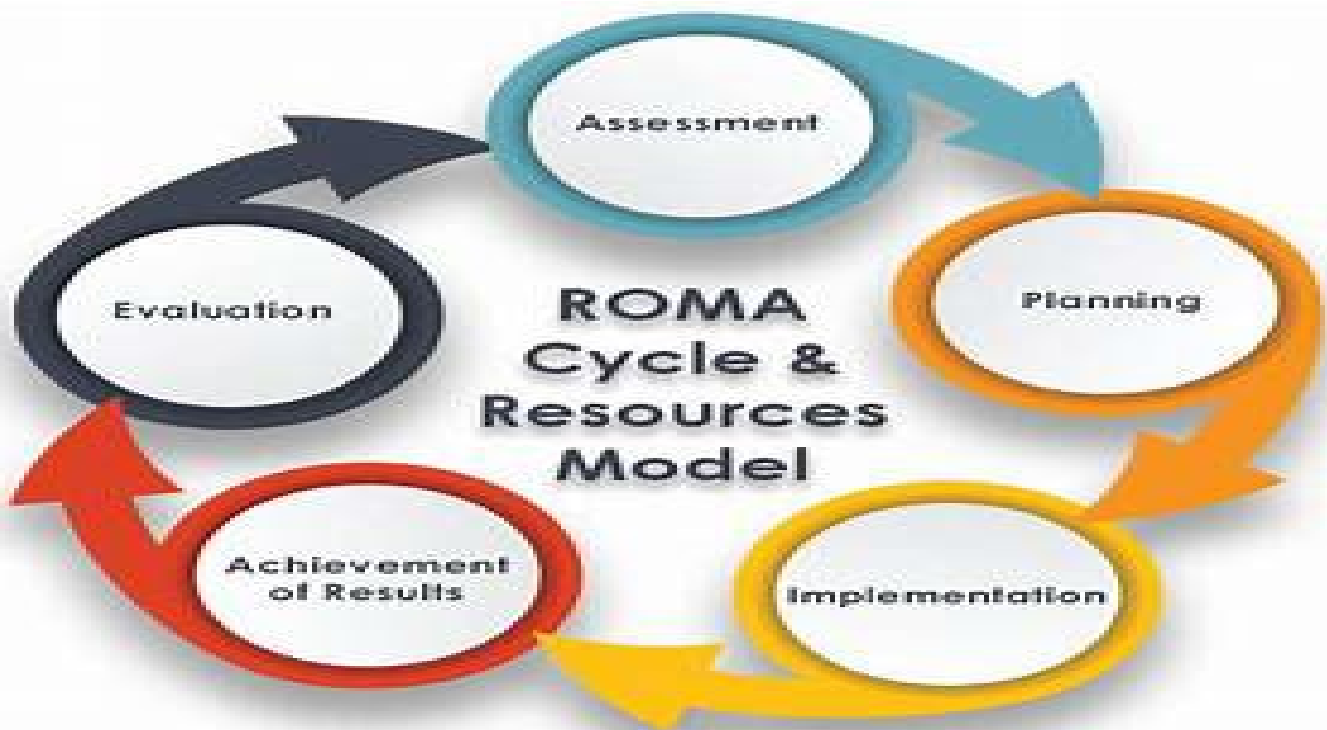 Assessment
Planning
Implementation
Achievement
of Results
Evaluation
ROMA
Cycle &
Resources
Model